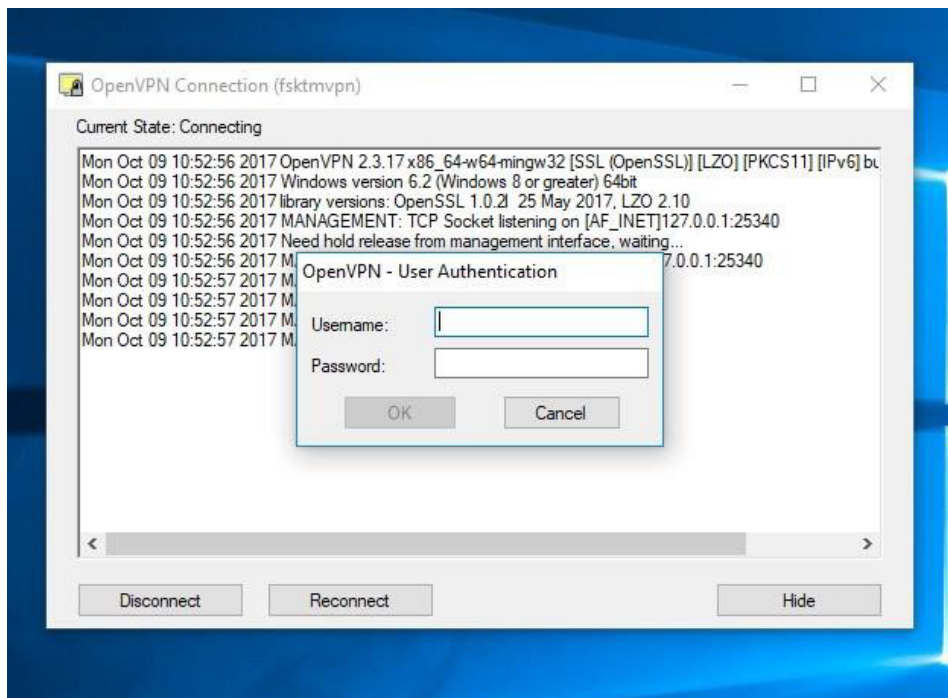 OpenVPN Connection (fsktmvpn)
Current State: Connecting
Mon Oct 09 10:52:56 2017 OpenVPN 2.3.17 x86_64-w64-mingw32 [SSL (OpenSSL)] [LZO] [PKCS11] [IPv6] bu
Mon Oct 09 10:52:56 2017 Windows version 6.2 (Windows 8 or greater) 64bit
Mon Oct 09 10:52:56 2017 library versions: OpenSSL 1.0.2l 25 May 2017, LZO 2.10
Mon Oct 09 10:52:56 2017 MANAGEMENT: TCP Socket listening on [AF_INET]127.0.0.1:25340
Mon Oct 09 10:52:56 2017 Need hold release from management interface, waiting...
Mon Oct 09 10:52:56 2017 M 7.0.0.1:25340
Mon Oct 09 10:52:57 2017 M
Mon Oct 09 10:52:57 2017 M
Mon Oct 09 10:52:57 2017 M
Mon Oct 09 10:52:57 2017 M
OpenVPN - User Authentication
Username:
Password:
OK Cancel
Disconnect Reconnect Hide